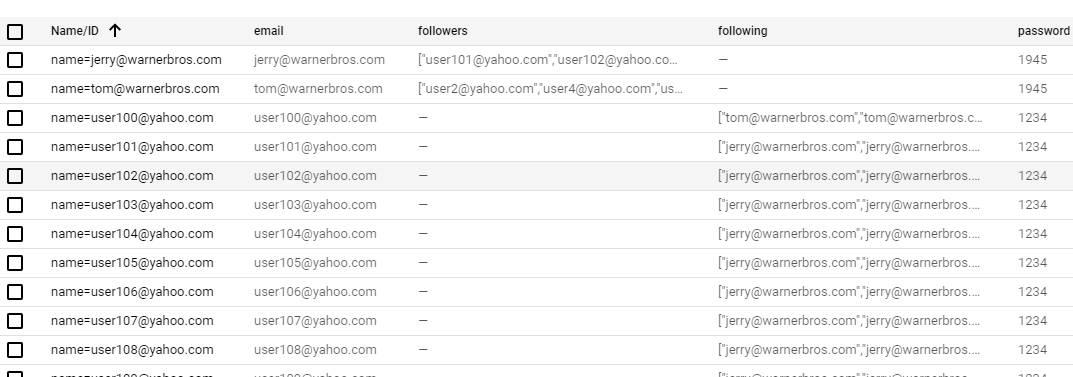 Name/ID ↑ email followers following password
name=jerry@warnerbros.com jerry@warnerbros.com ["user101@yahoo.com","user102@yahoo.co... — 1945
name=tom@warnerbros.com tom@warnerbros.com ["user2@yahoo.com","user4@yahoo.com","us... — 1945
name=user100@yahoo.com user100@yahoo.com — ["tom@warnerbros.com","tom@warnerbros.c... 1234
name=user101@yahoo.com user101@yahoo.com — ["jerry@warnerbros.com","jerry@warnerbros.... 1234
name=user102@yahoo.com user102@yahoo.com — ["jerry@warnerbros.com","jerry@warnerbros.... 1234
name=user103@yahoo.com user103@yahoo.com — ["jerry@warnerbros.com","jerry@warnerbros.... 1234
name=user104@yahoo.com user104@yahoo.com — ["jerry@warnerbros.com","jerry@warnerbros.... 1234
name=user105@yahoo.com user105@yahoo.com — ["jerry@warnerbros.com","jerry@warnerbros.... 1234
name=user106@yahoo.com user106@yahoo.com — ["jerry@warnerbros.com","jerry@warnerbros.... 1234
name=user107@yahoo.com user107@yahoo.com — ["jerry@warnerbros.com","jerry@warnerbros.... 1234
name=user108@yahoo.com user108@yahoo.com — ["jerry@warnerbros.com","jerry@warnerbros.... 1234